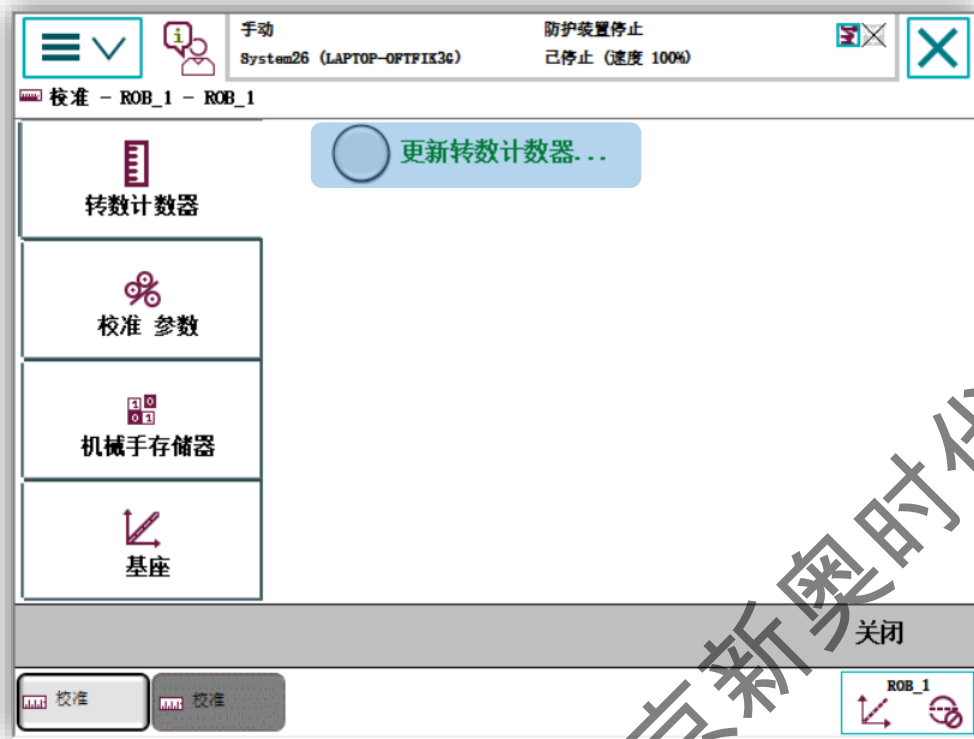 手动
防护装置停止
System26 (LAPTOP-OFTFIK3G)
已停止 (速度 100%)
校准 - ROB_1 - ROB_1
更新转数计数器...
转数计数器
校准 参数
机械手存储器
基座
关闭
校准
校准
ROB_1
京新奥时代